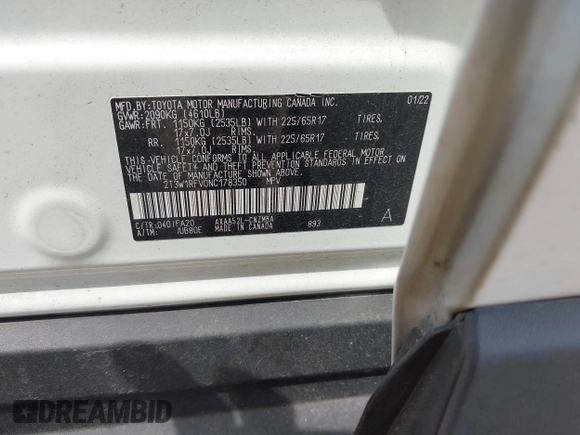 MFD.BY:TOYOTA MOTOR MANUFACTURING CANADA INC. 01/22
GVWR:2090KG (4610LB)
GAWR:FRT. 1150KG (2535LB) WITH 225/65R17 TIRES,
17x7.0J RIMS
RR. 1150KG (2535LB) WITH 225/65R17 TIRES,
17x7.0J RIMS
THIS VEHICLE CONFORMS TO ALL APPLICABLE FEDERAL MOTOR
VEHICLE SAFETY AND THEFT PREVENTION STANDARDS IN EFFECT ON
THE DATE OF MANUFACTURE SHOWN ABOVE.
2T3W1RFV0NC178350 MPV
C/TR:040/FA20 AXAA52L-CNZMBA 893
A/TM: /UB80E MADE IN CANADA
A
DREAMBID